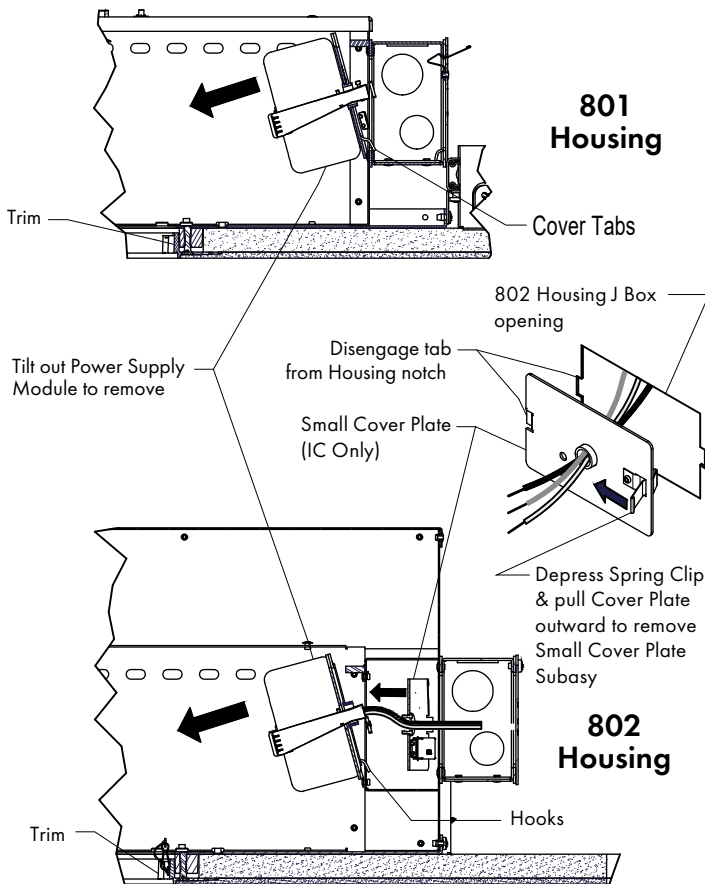 801
Housing
Trim
Cover Tabs
802 Housing J Box
opening
Tilt out Power Supply
Module to remove
Disengage tab
from Housing notch
Small Cover Plate
(IC Only)
Depress Spring Clip
& pull Cover Plate
outward to remove
Small Cover Plate
Subasy
802
Housing
Hooks
Trim